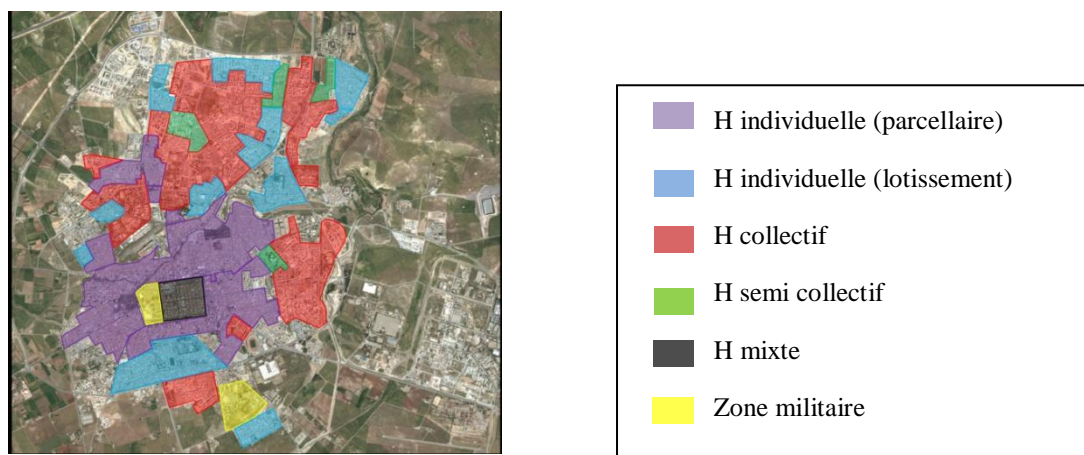 H individuelle (parcellaire)
H individuelle (lotissement)
H collectif
H semi collectif
H mixte
Zone militaire